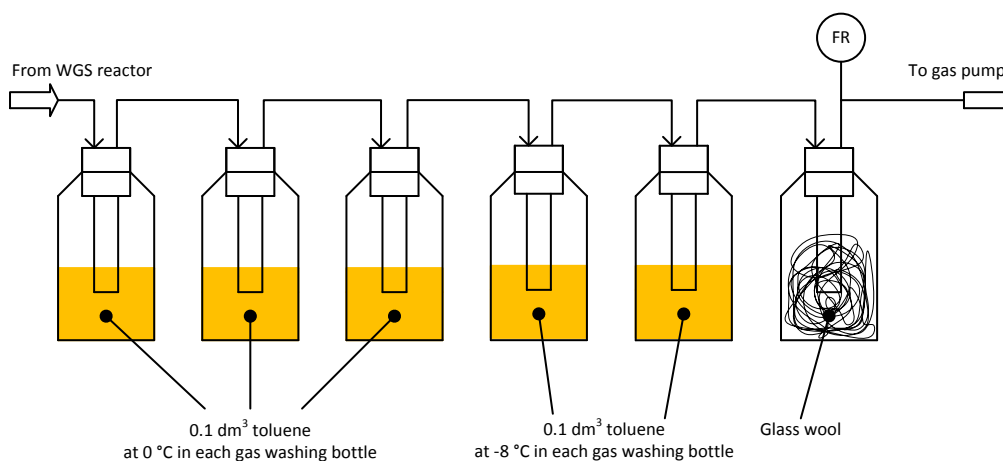 FR
From WGS reactor
To gas pump
0.1 dm³ toluene
at 0 °C in each gas washing bottle
0.1 dm³ toluene
at -8 °C in each gas washing bottle
Glass wool